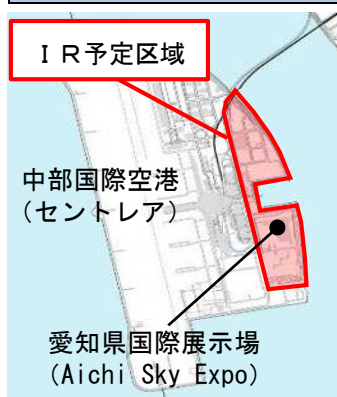 ＩＲ予定区域
中部国際空港
（セントレア）
愛知県国際展示場
（Aichi Sky Expo）